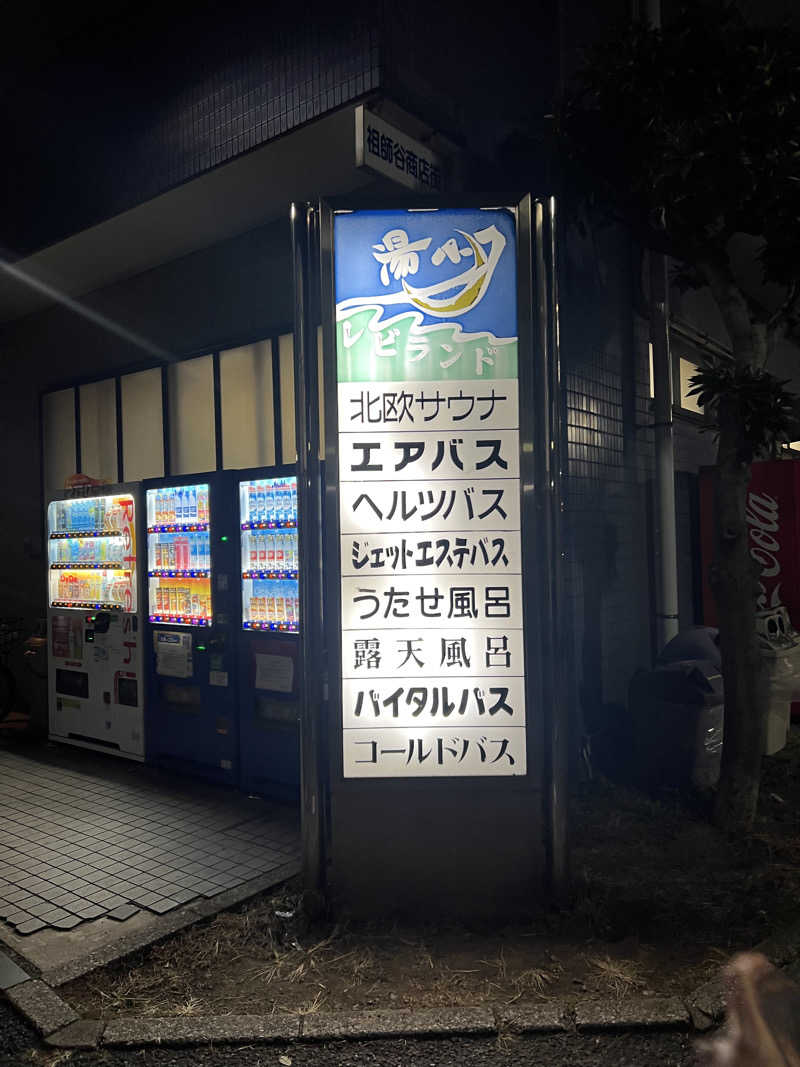 祖師谷商店街
湯パーク
レビランド
北欧サウナ
エアバス
ヘルツバス
ジェットエステバス
うたせ風呂
露天風呂
バイタルバス
コールドバス
Refresh!
Cola